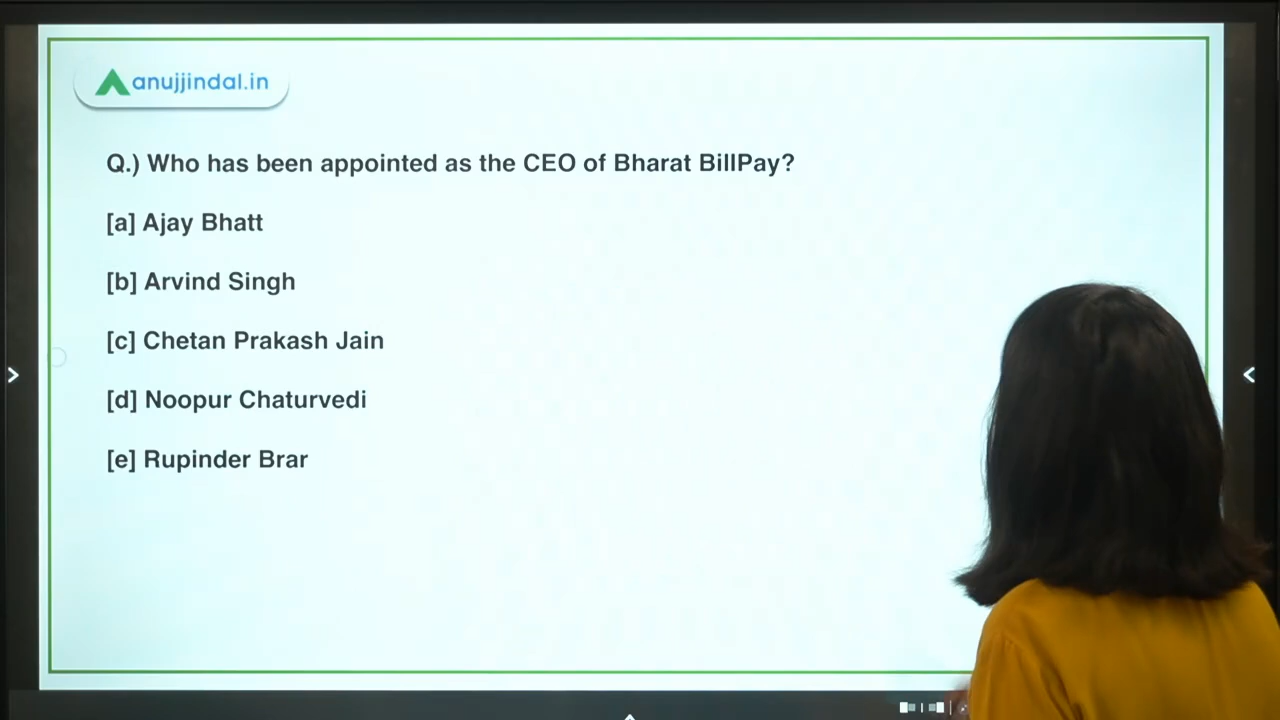 anujjindal.in
Q.) Who has been appointed as the CEO of Bharat BillPay?
[a] Ajay Bhatt
[b] Arvind Singh
[c] Chetan Prakash Jain
[d] Noopur Chaturvedi
[e] Rupinder Brar